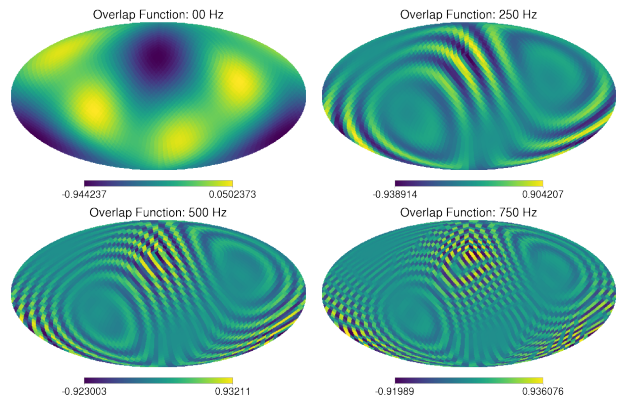 Overlap Function: 00 Hz
-0.944237 0.0502373
Overlap Function: 250 Hz
-0.938914 0.904207
Overlap Function: 500 Hz
-0.923003 0.93211
Overlap Function: 750 Hz
-0.91989 0.936076